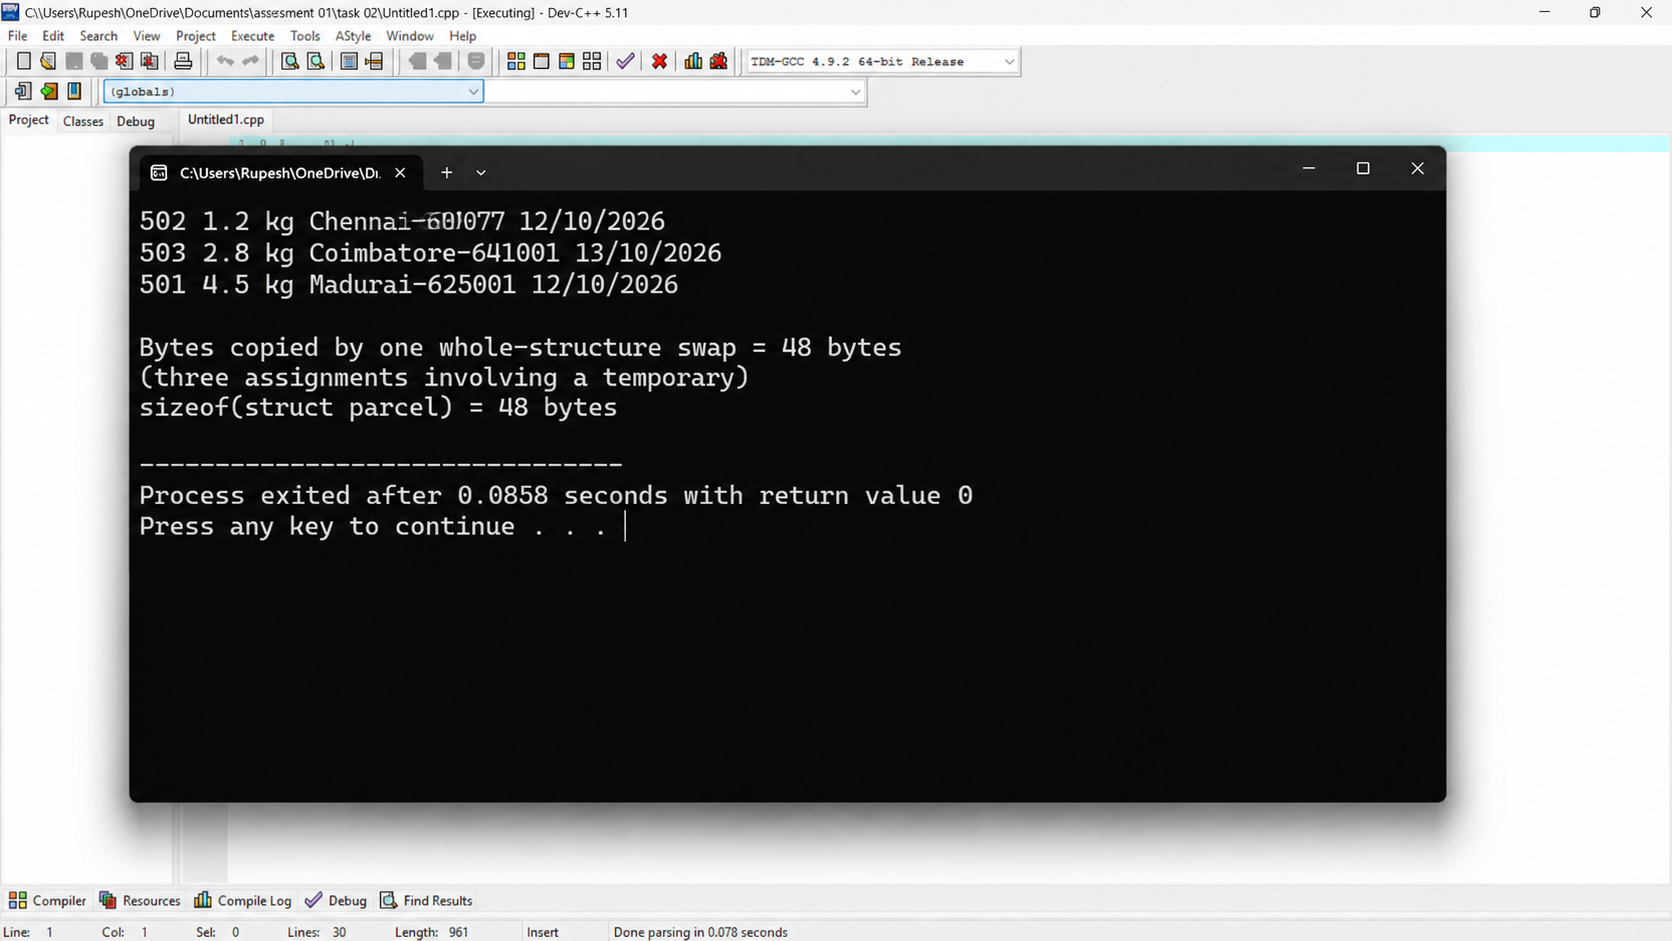 C:\\Users\Rupesh\OneDrive\Documents\assesment 01\task 02\Untitled1.cpp - [Executing] - Dev-C++ 5.11
File Edit Search View Project Execute Tools AStyle Window Help
TDM-GCC 4.9.2 64-bit Release
(globals)
Project Classes Debug Untitled1.cpp
C:\Users\Rupesh\OneDrive\D
502 1.2 kg 12/10/2026
503 2.8 kg Coimbatore-641001 13/10/2026
501 4.5 kg Madurai-625001 12/10/2026
Bytes copied by one whole-structure swap = 48 bytes
(three assignments involving a temporary)
sizeof(struct parcel) = 48 bytes
--------------------------------
Process exited after 0.0858 seconds with return value 0
Press any key to continue . . .
Compiler Resources Compile Log Debug Find Results
Line: 1 Col: 1 Sel: 0 Lines: 30 Length: 961 Insert Done parsing in 0.078 seconds